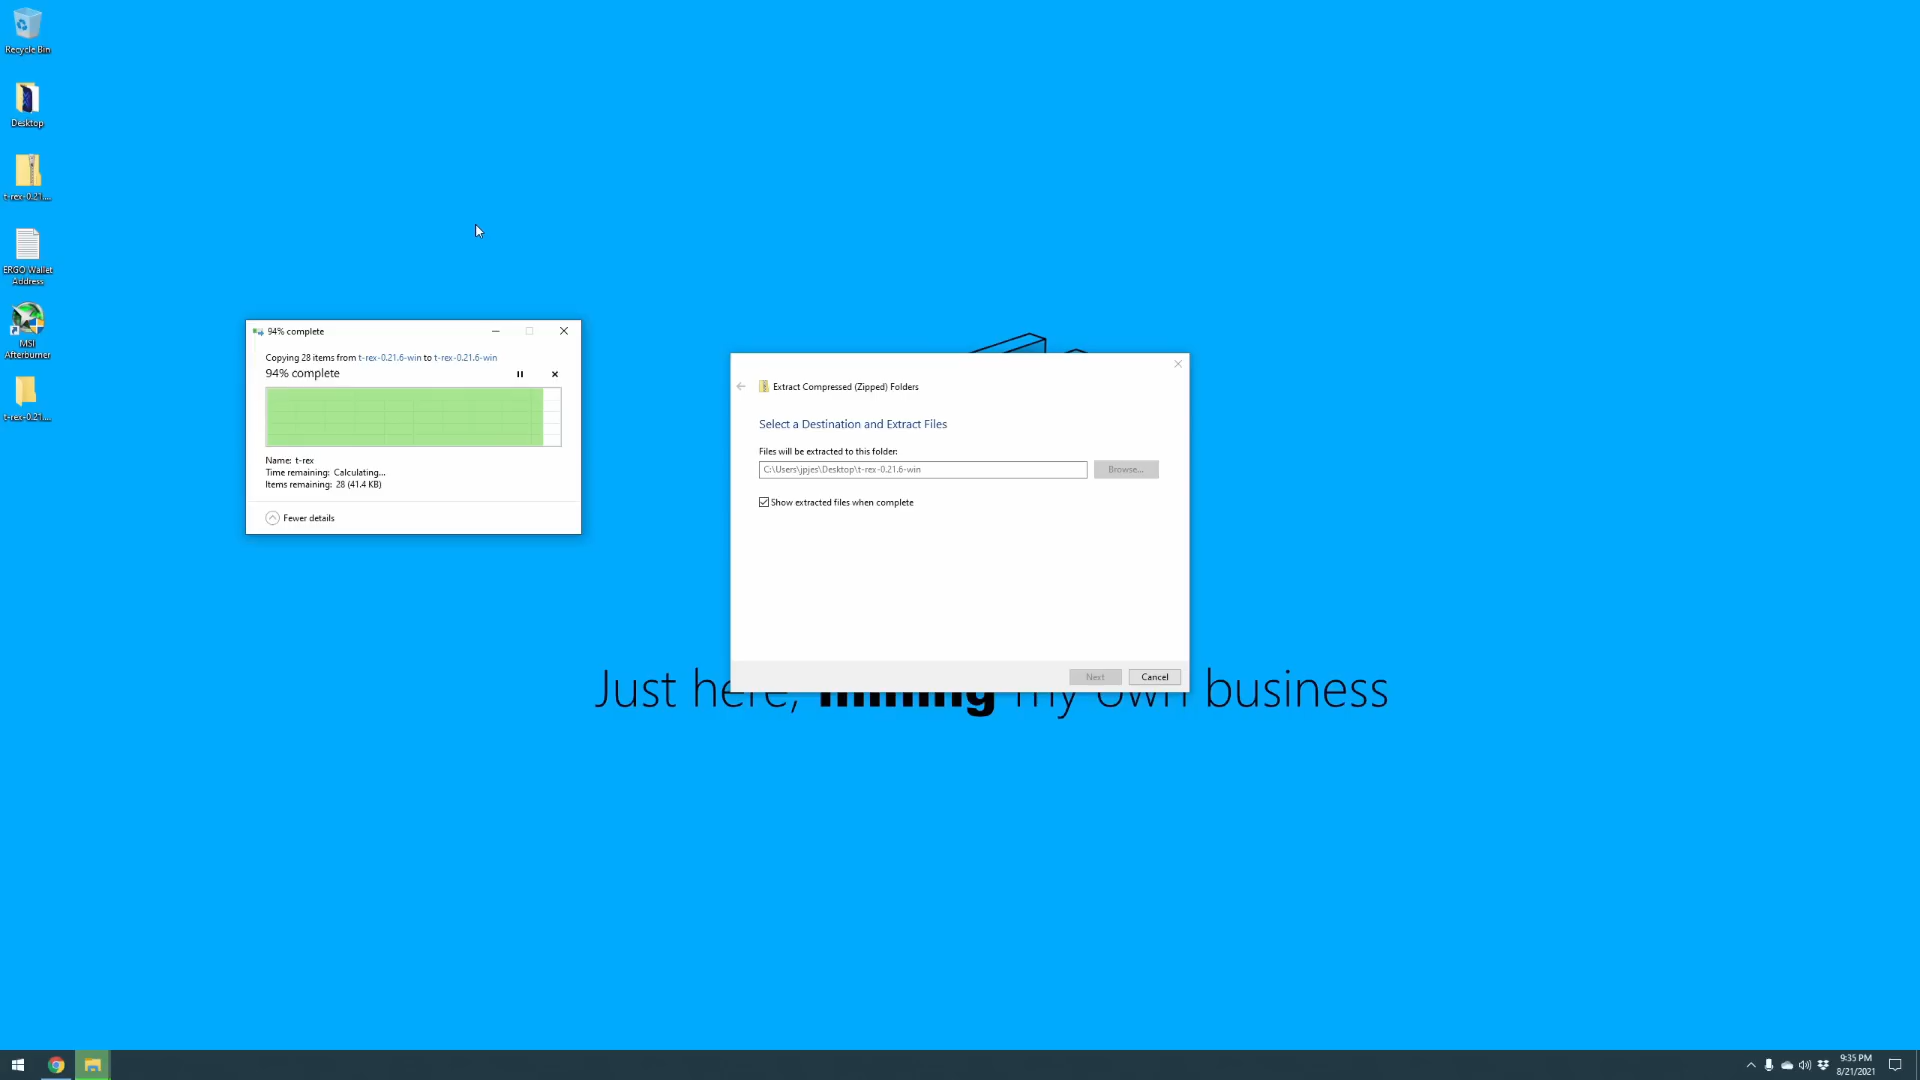 Recycle Bin
Desktop
t-rex-0.21....
ERGO Wallet
Address
MSI
Afterburner
t-rex-0.21....
94% complete
Copying 28 items from t-rex-0.21.6-win to t-rex-0.21.6-win
94% complete
Name: t-rex
Time remaining: Calculating...
Items remaining: 28 (41.4 KB)
Fewer details
Extract Compressed (Zipped) Folders
Select a Destination and Extract Files
Files will be extracted to this folder:
C:\Users\jpjes\Desktop\t-rex-0.21.6-win
Browse...
Show extracted files when complete
Next
Cancel
Just here, mining my own business
9:35 PM
8/21/2021